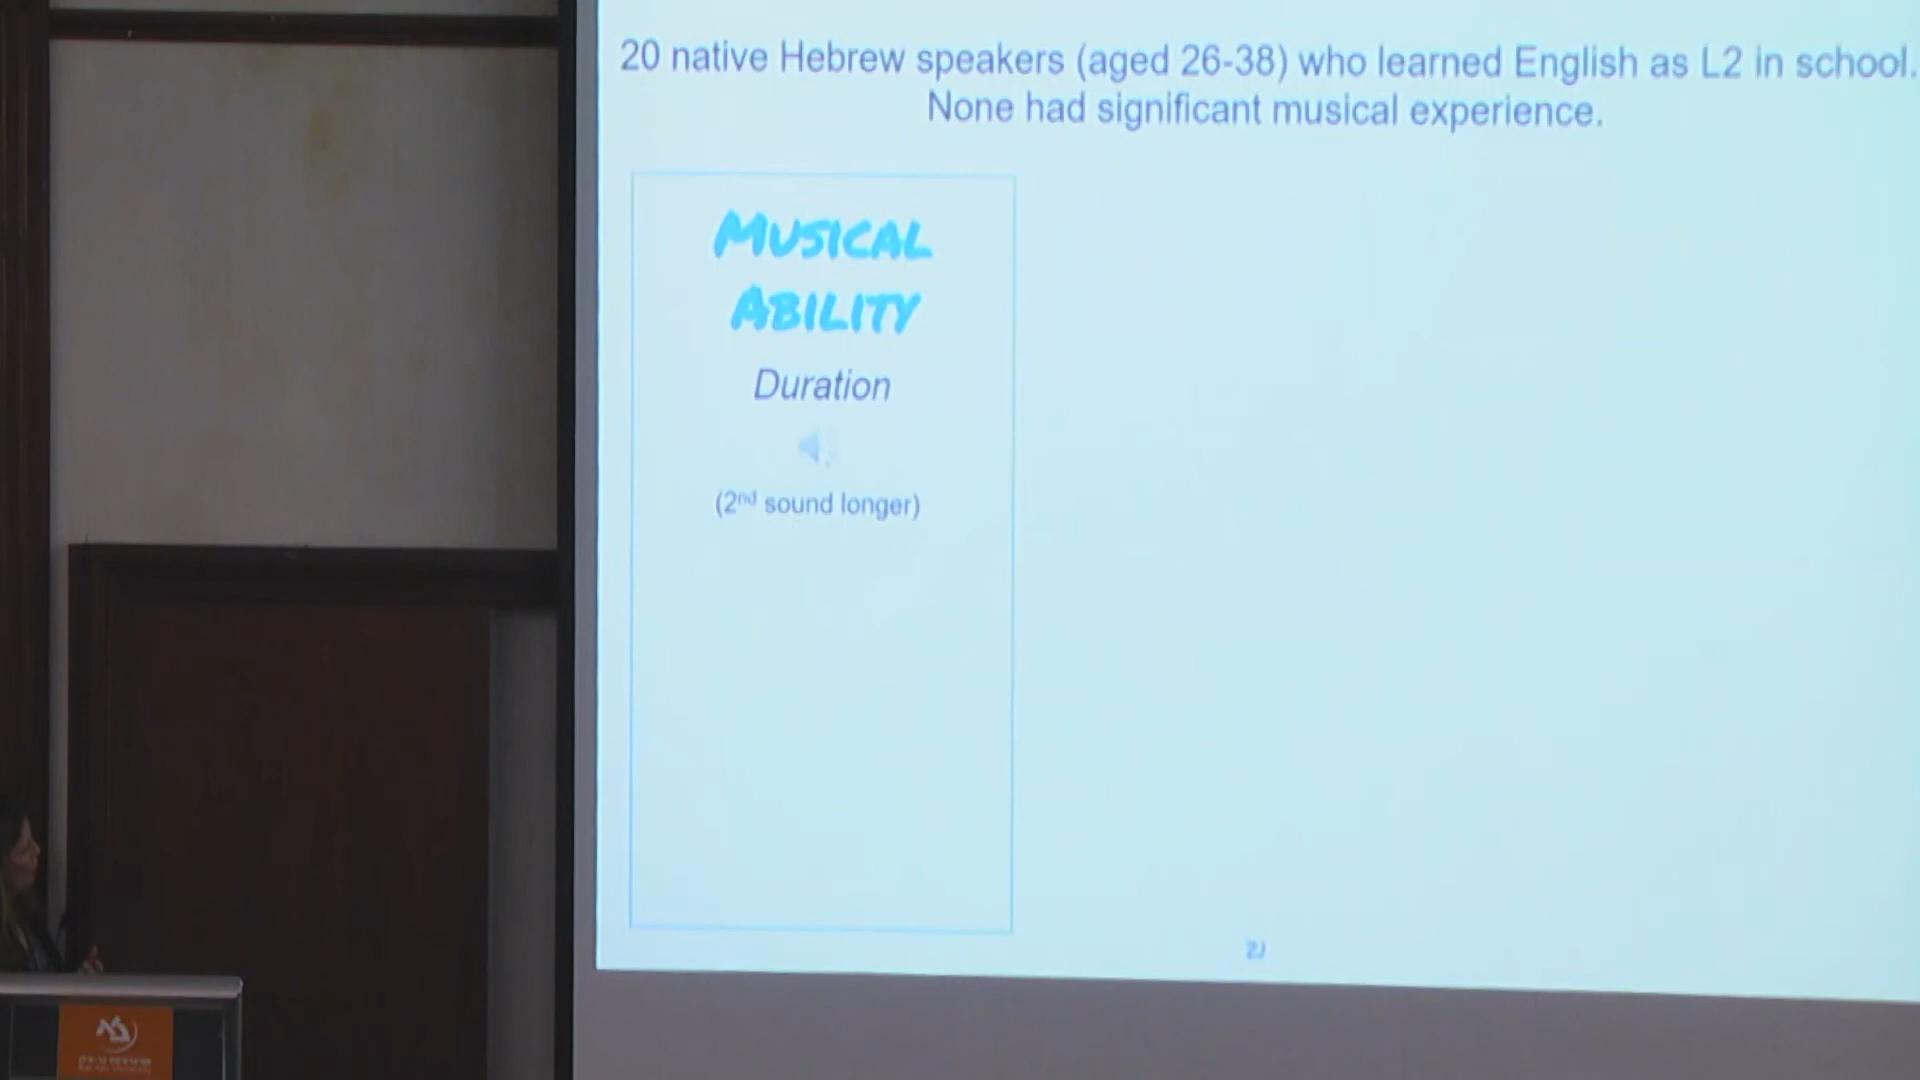 20 native Hebrew speakers (aged 26-38) who learned English as L2 in school.
None had significant musical experience.
MUSICAL
ABILITY
Duration
(2nd sound longer)